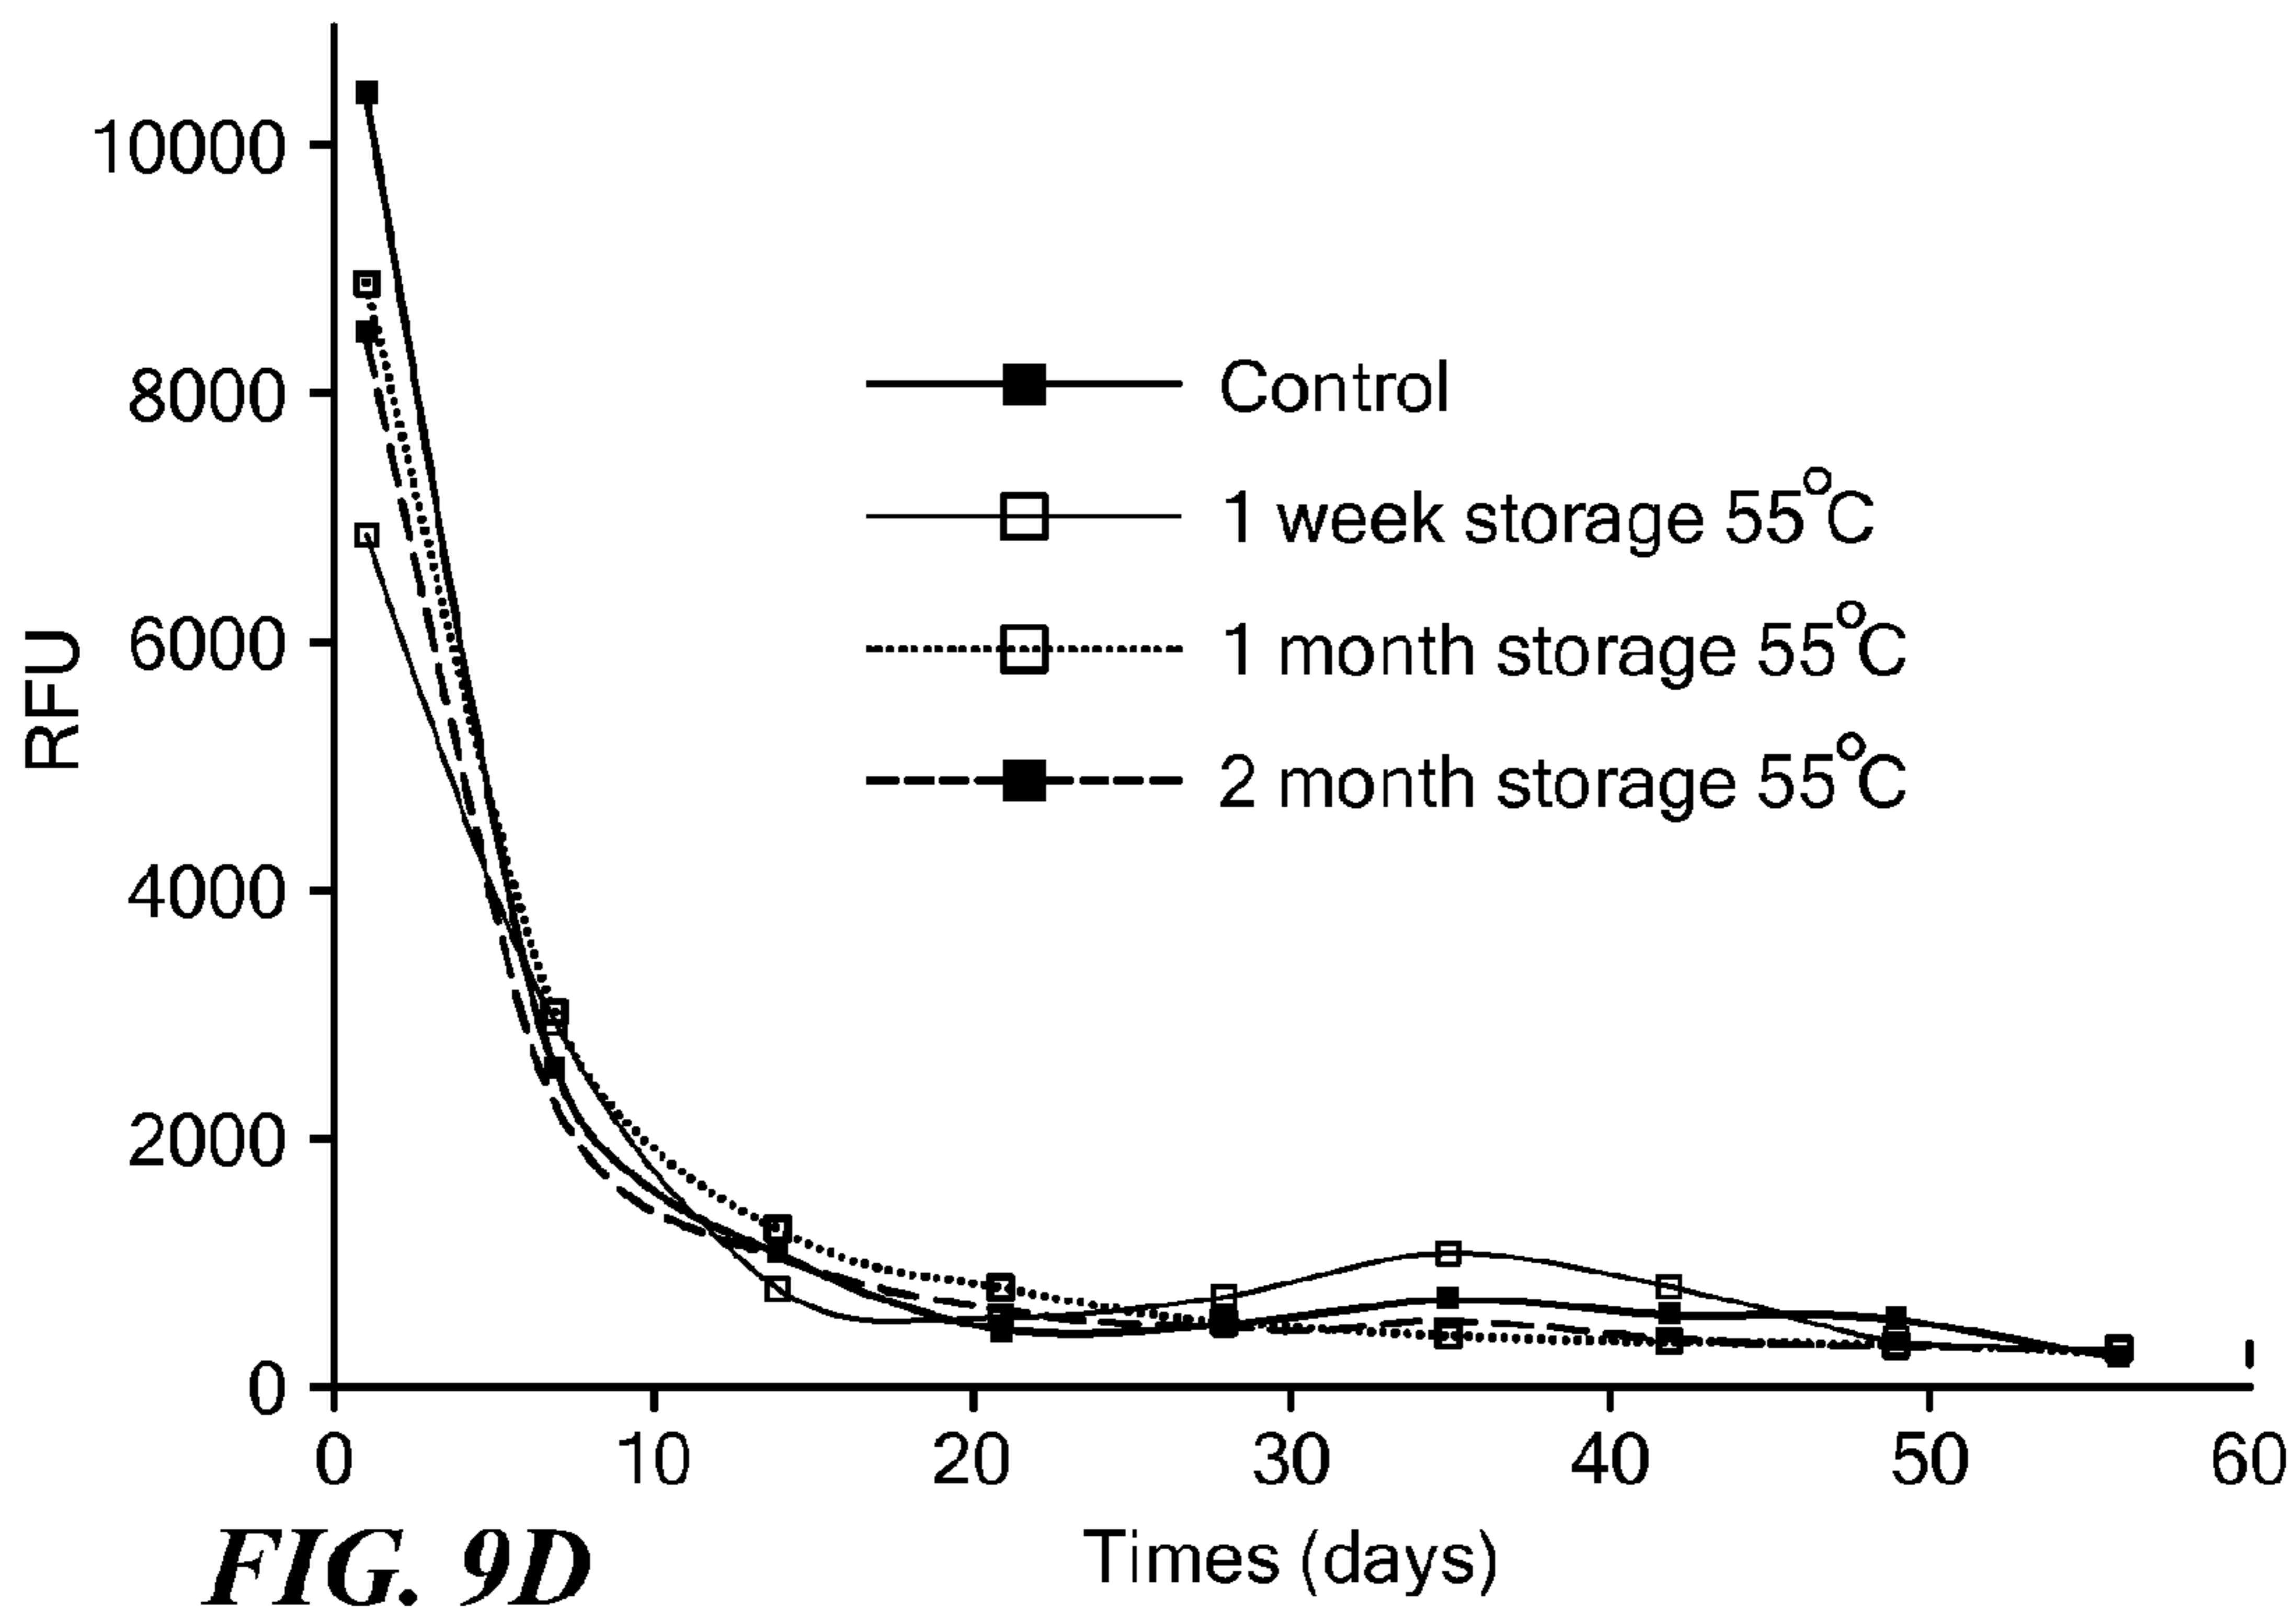 RFU
10000
8000
6000
4000
2000
0
Control
1 week storage 55°C
1 month storage 55°C
2 month storage 55°C
0 10 20 30 40 50 60
Times (days)
FIG. 9D